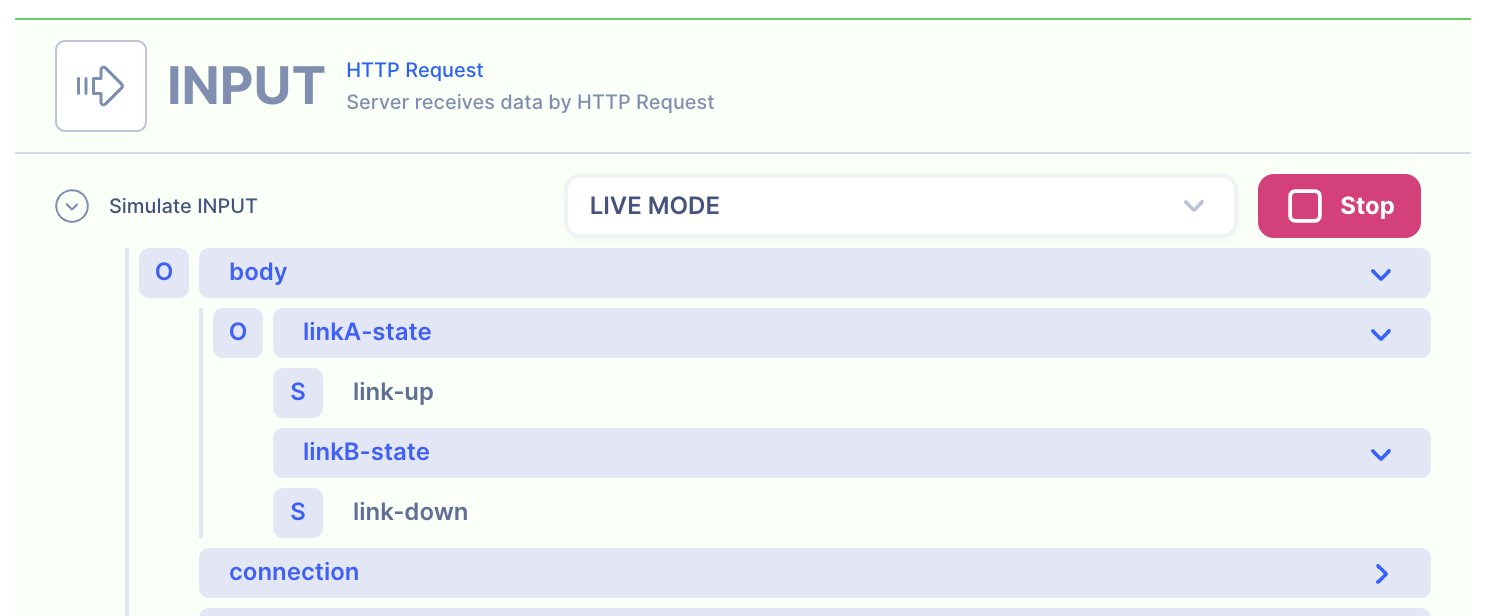 INPUT
HTTP Request
Server receives data by HTTP Request
Simulate INPUT
LIVE MODE
Stop
O body
O linkA-state
S link-up
linkB-state
S link-down
connection